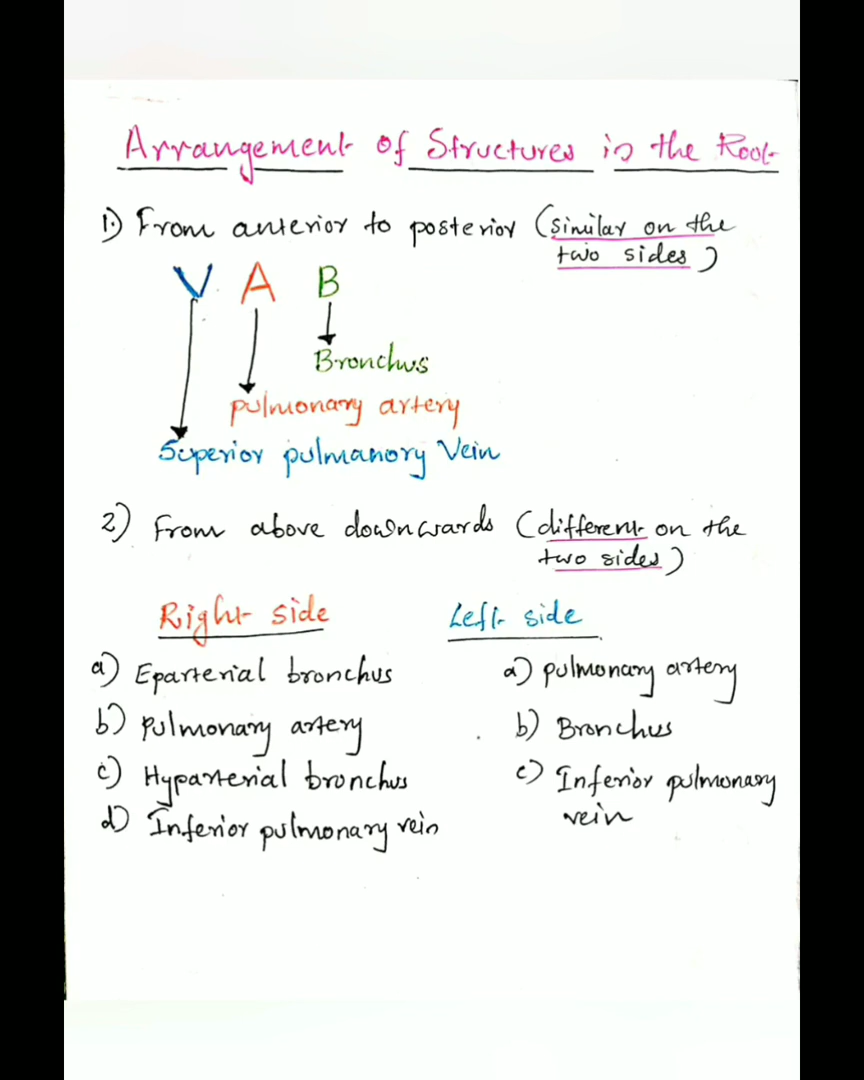 Arrangement of Structures in the Root
1) From anterior to posterior (similar on the
two sides)
V A B
Bronchus
pulmonary artery
Superior pulmanory Vein
2) From above downwards (different on the
two sides)
Right side
Left side
a) Eparterial bronchus
b) Pulmonary artery
c) Hyparterial bronchus
d) Inferior pulmonary vein
a) pulmonary artery
b) Bronchus
c) Inferior pulmonary
vein